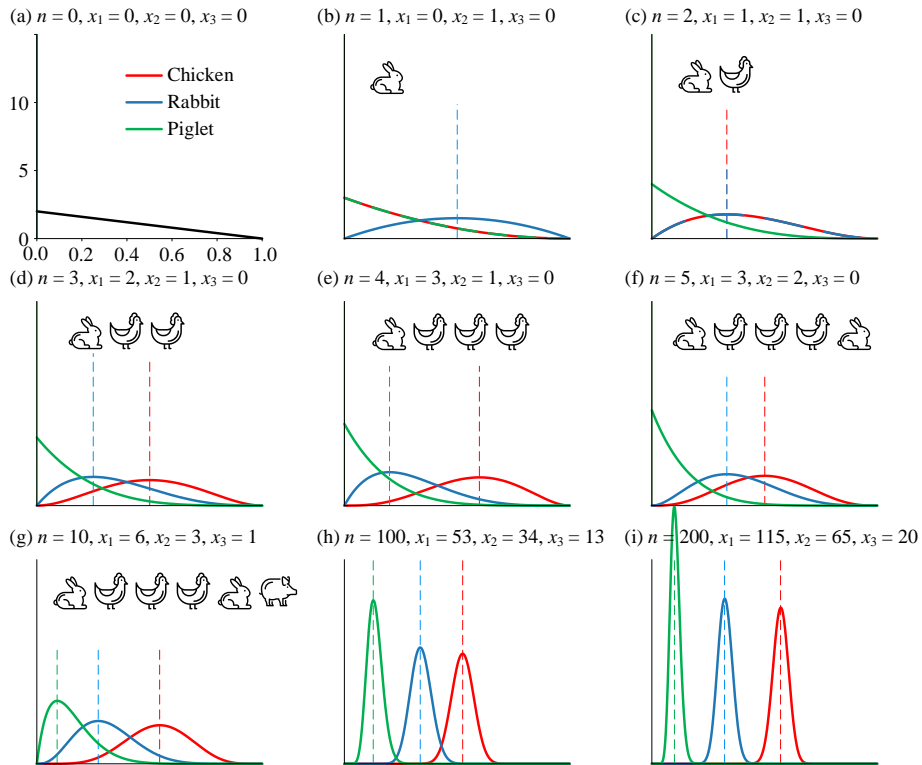 (a) n = 0, x₁ = 0, x₂ = 0, x₃ = 0
(b) n = 1, x₁ = 0, x₂ = 1, x₃ = 0
(c) n = 2, x₁ = 1, x₂ = 1, x₃ = 0
10
5
0
Chicken
Rabbit
Piglet
0.0 0.2 0.4 0.6 0.8 1.0
(d) n = 3, x₁ = 2, x₂ = 1, x₃ = 0
(e) n = 4, x₁ = 3, x₂ = 1, x₃ = 0
(f) n = 5, x₁ = 3, x₂ = 2, x₃ = 0
(g) n = 10, x₁ = 6, x₂ = 3, x₃ = 1
(h) n = 100, x₁ = 53, x₂ = 34, x₃ = 13
(i) n = 200, x₁ = 115, x₂ = 65, x₃ = 20